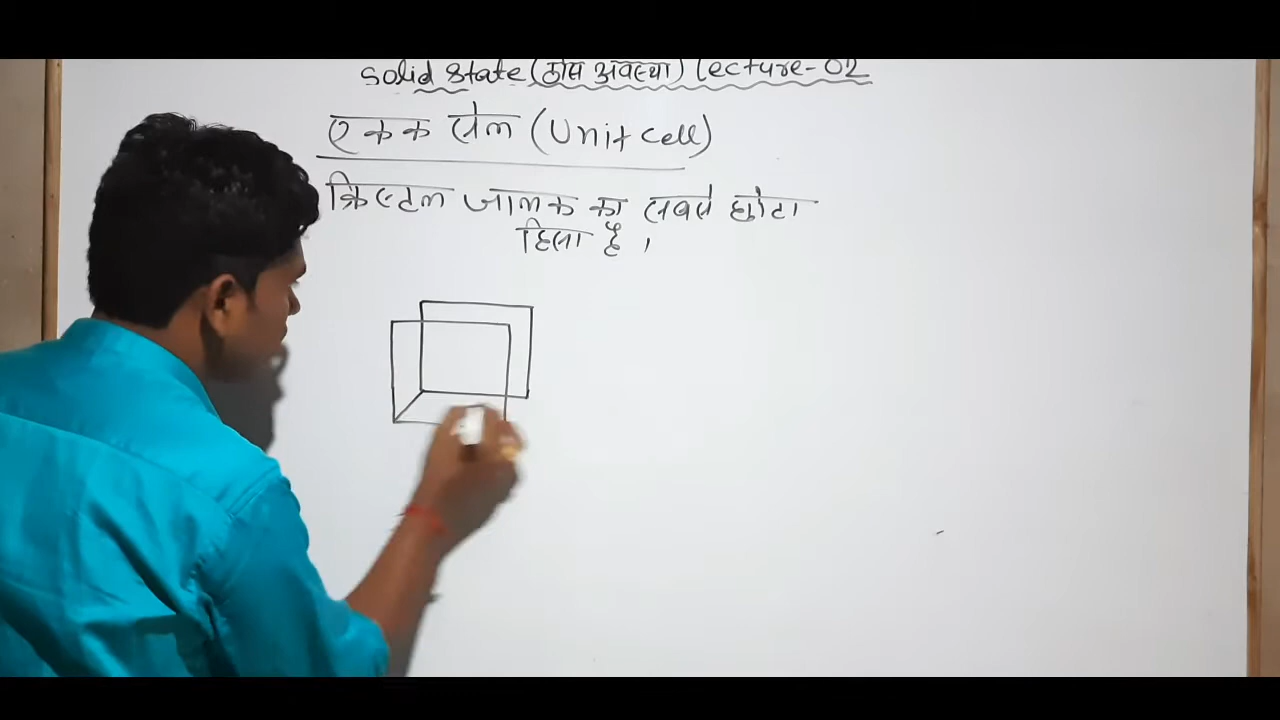 Solid State (ठोस अवस्था) Lecture-02
एकक सेल (Unit Cell)
क्रिस्टल जालक का सबसे छोटा
हिसा है ।